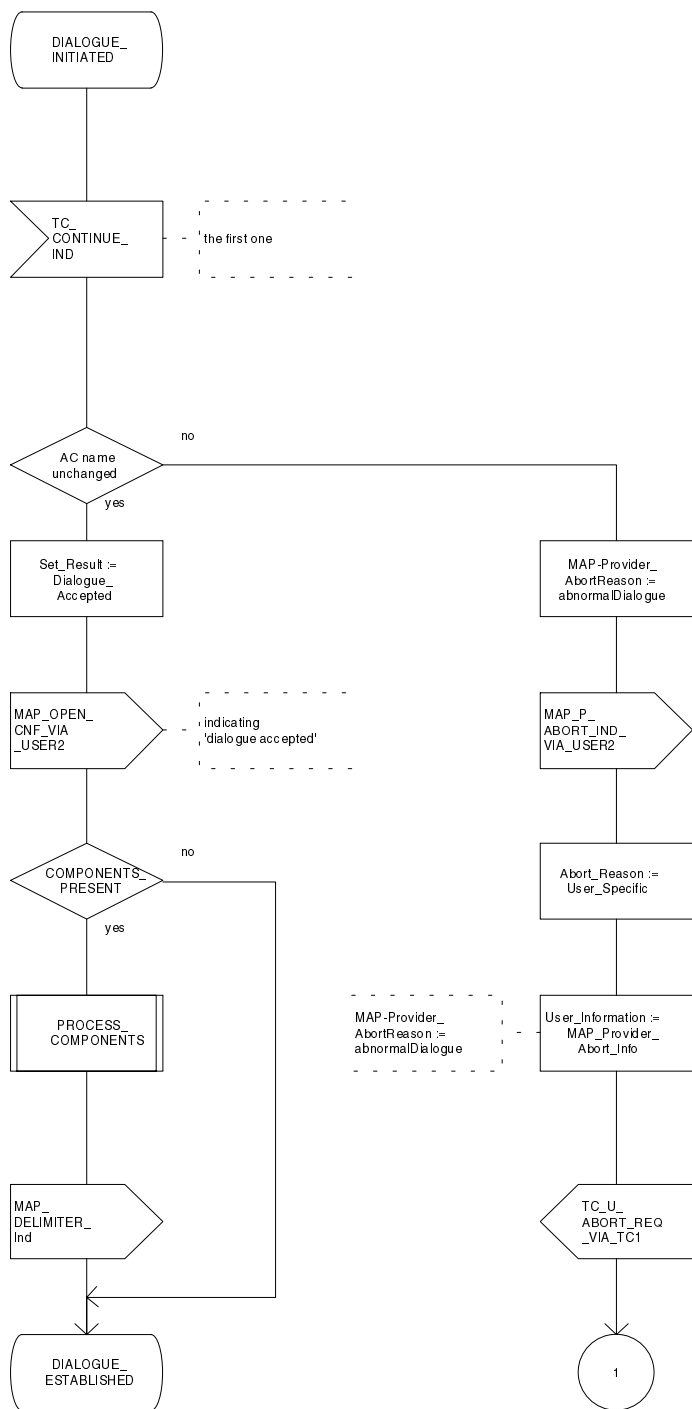 DIALOGUE_
INITIATED
TC_
CONTINUE_
IND
the first one
AC name
unchanged
no
yes
Set_Result :=
Dialogue_
Accepted
MAP-Provider_
AbortReason :=
abnormalDialogue
MAP_OPEN_
CNF_VIA
_USER2
indicating
'dialogue accepted'
MAP_P_
ABORT_IND_
VIA_USER2
COMPONENTS_
PRESENT
no
yes
Abort_Reason :=
User_Specific
PROCESS_
COMPONENTS
MAP-Provider_
AbortReason :=
abnormalDialogue
User_Information :=
MAP_Provider_
Abort_Info
MAP_
DELIMITER_
Ind
TC_U_
ABORT_REQ
_VIA_TC1
DIALOGUE_
ESTABLISHED
1